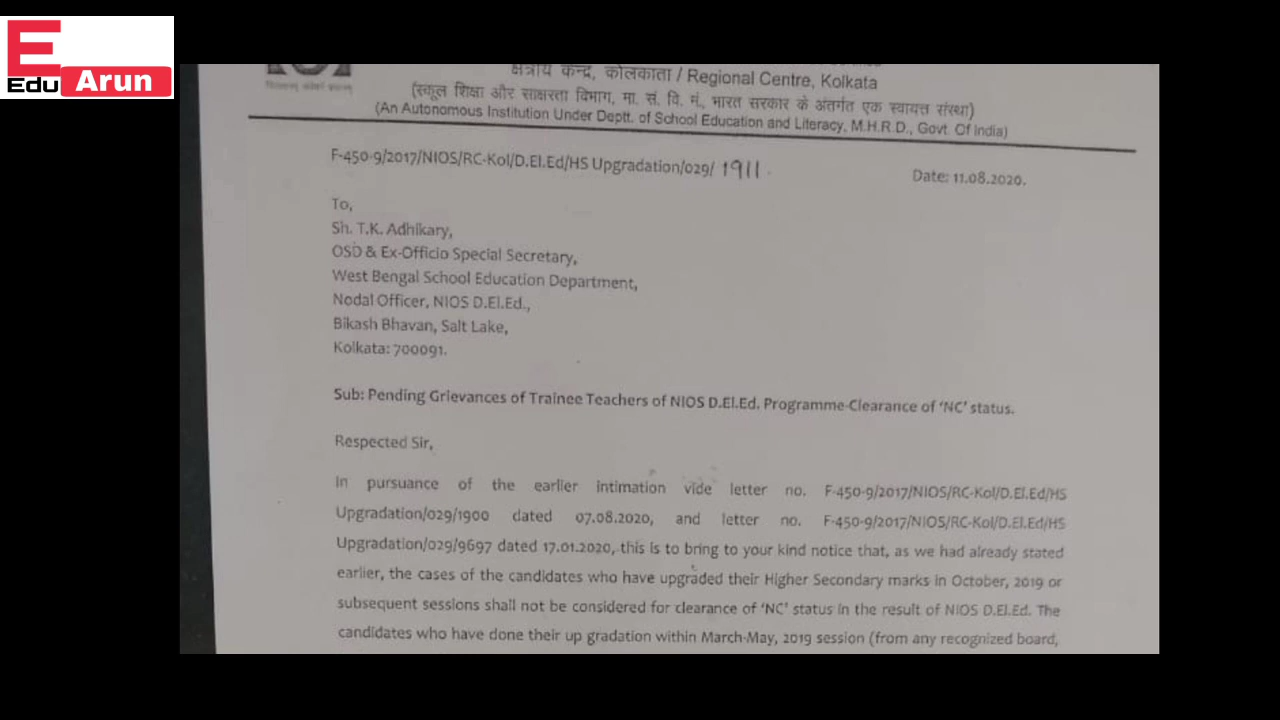 E
Edu Arun
क्षेत्रीय केन्द्र, कोलकाता / Regional Centre, Kolkata
(स्कूल शिक्षा और साक्षरता विभाग, मा. सं. वि. मं., भारत सरकार के अंतर्गत एक स्वायत्त संस्था)
(An Autonomous Institution Under Deptt. of School Education and Literacy, M.H.R.D., Govt. Of India)
F-450-9/2017/NIOS/RC-Kol/D.El.Ed/HS Upgradation/029/ 1911
Date: 11.08.2020.
To,
Sh. T.K. Adhikary,
OSD & Ex-Officio Special Secretary,
West Bengal School Education Department,
Nodal Officer, NIOS D.El.Ed.,
Bikash Bhavan, Salt Lake,
Kolkata: 700091.
Sub: Pending Grievances of Trainee Teachers of NIOS D.El.Ed. Programme-Clearance of ‘NC’ status.
Respected Sir,
In pursuance of the earlier intimation vide letter no. F-450-9/2017/NIOS/RC-Kol/D.El.Ed/HS
Upgradation/029/1900 dated 07.08.2020, and letter no. F-450-9/2017/NIOS/RC-Kol/D.El.Ed/HS
Upgradation/029/9697 dated 17.01.2020, this is to bring to your kind notice that, as we had already stated
earlier, the cases of the candidates who have upgraded their Higher Secondary marks in October, 2019 or
subsequent sessions shall not be considered for clearance of ‘NC’ status in the result of NIOS D.El.Ed. The
candidates who have done their up gradation within March-May, 2019 session (from any recognized board,